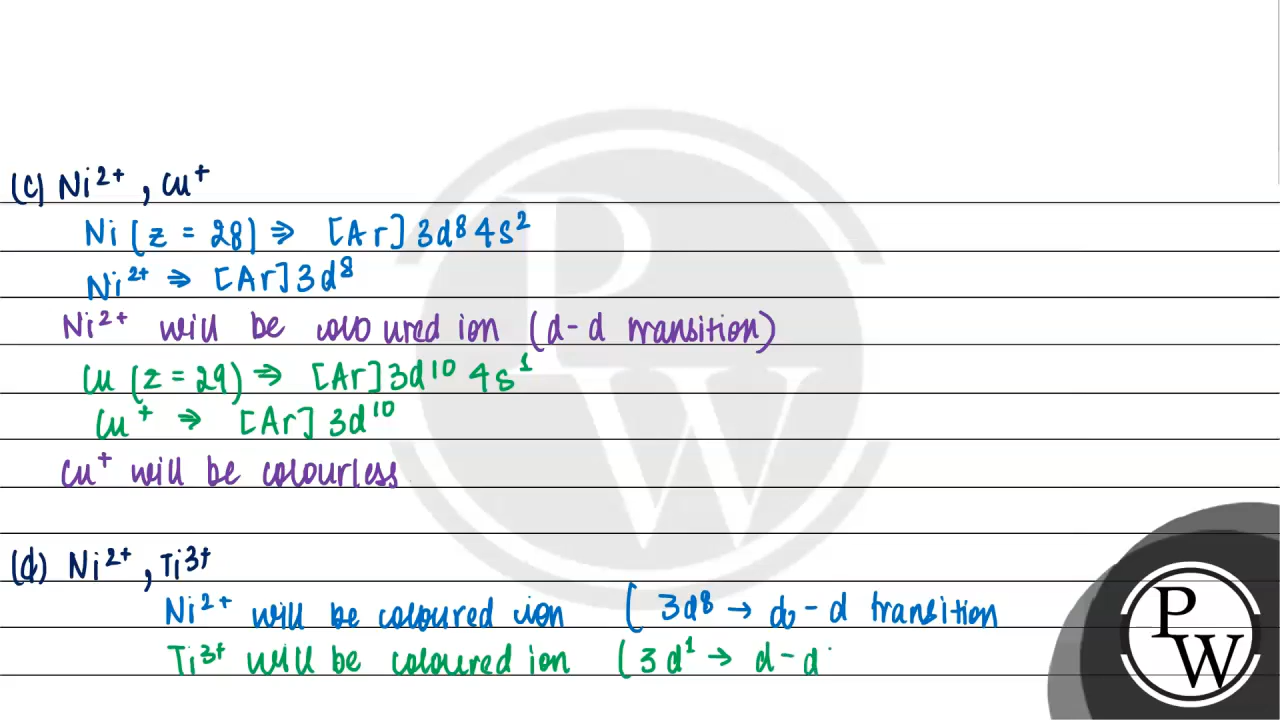 (c) Ni²⁺ , Cu⁺
Ni (z = 28) ⇒ [Ar] 3d⁸ 4s²
Ni²⁺ ⇒ [Ar] 3d⁸
Ni²⁺ will be coloured ion (d-d transition)
Cu (z = 29) ⇒ [Ar] 3d¹⁰ 4s¹
Cu⁺ ⇒ [Ar] 3d¹⁰
Cu⁺ will be colourless
(d) Ni²⁺ , Ti³⁺
Ni²⁺ will be coloured ion ( 3d⁸ → d - d transition
Ti³⁺ will be coloured ion ( 3d¹ → d - d
P
W
P
W